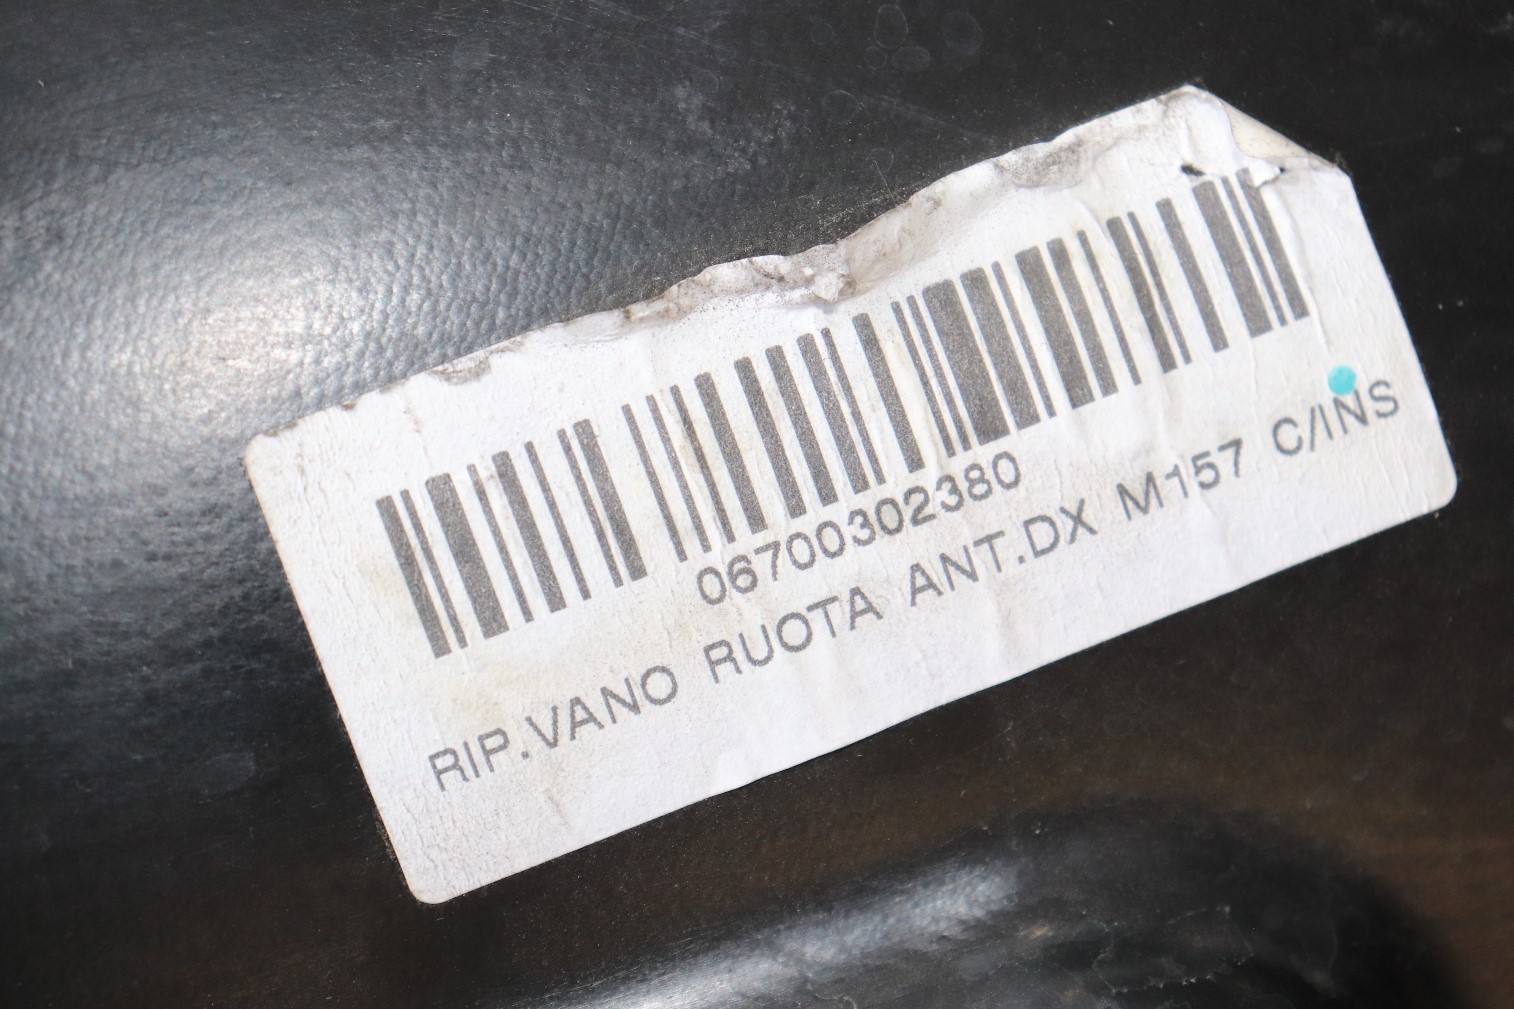 06700302380
RIP.VANO RUOTA ANT.DX M157 C/INS